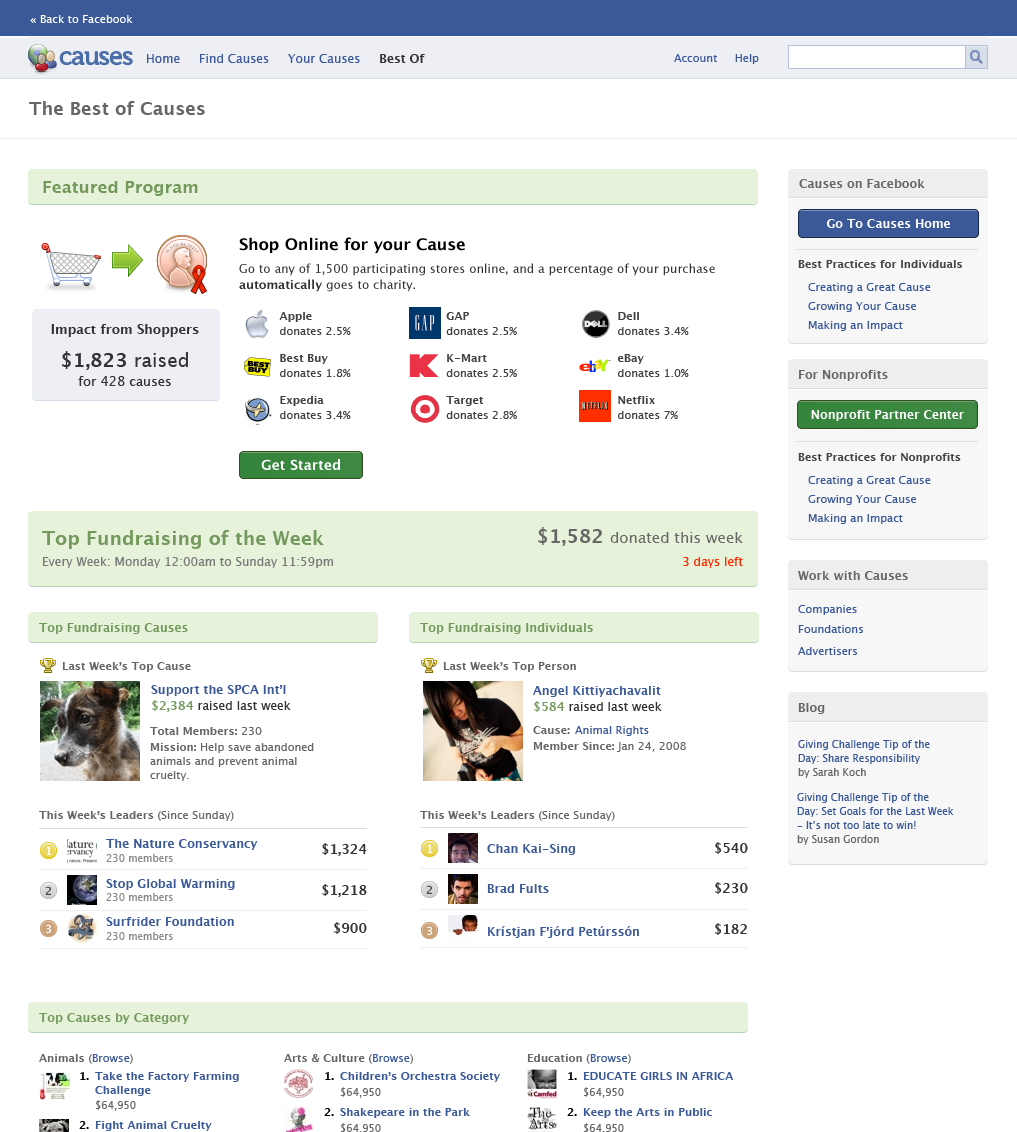 « Back to Facebook
causes
Home
Find Causes
Your Causes
Best Of
Account
Help
The Best of Causes
Featured Program
Shop Online for your Cause
Go to any of 1,500 participating stores online, and a percentage of your purchase
automatically goes to charity.
Impact from Shoppers
$1,823 raised
for 428 causes
Apple
donates 2.5%
GAP
GAP
donates 2.5%
DELL
Dell
donates 3.4%
BEST BUY
Best Buy
donates 1.8%
K-Mart
donates 2.5%
ebY
eBay
donates 1.0%
Expedia
donates 3.4%
Target
donates 2.8%
NETFLIX
Netflix
donates 7%
Get Started
Top Fundraising of the Week
Every Week: Monday 12:00am to Sunday 11:59pm
$1,582 donated this week
3 days left
Top Fundraising Causes
Last Week's Top Cause
Support the SPCA Int'l
$2,384 raised last week
Total Members: 230
Mission: Help save abandoned
animals and prevent animal
cruelty.
This Week's Leaders (Since Sunday)
1
The Nature Conservancy
230 members
$1,324
2
Stop Global Warming
230 members
$1,218
3
Surfrider Foundation
230 members
$900
Top Fundraising Individuals
Last Week's Top Person
Angel Kittiyachavalit
$584 raised last week
Cause: Animal Rights
Member Since: Jan 24, 2008
This Week's Leaders (Since Sunday)
1
Chan Kai-Sing
$540
2
Brad Fults
$230
3
Krístjan F'jórd Petúrssón
$182
Top Causes by Category
Animals (Browse)
1. Take the Factory Farming
Challenge
$64,950
2. Fight Animal Cruelty
Arts & Culture (Browse)
1. Children's Orchestra Society
$64,950
2. Shakepeare in the Park
$64,950
Education (Browse)
Camfed
1. EDUCATE GIRLS IN AFRICA
$64,950
The Arts
2. Keep the Arts in Public
$64,950
Causes on Facebook
Go To Causes Home
Best Practices for Individuals
Creating a Great Cause
Growing Your Cause
Making an Impact
For Nonprofits
Nonprofit Partner Center
Best Practices for Nonprofits
Creating a Great Cause
Growing Your Cause
Making an Impact
Work with Causes
Companies
Foundations
Advertisers
Blog
Giving Challenge Tip of the
Day: Share Responsibility
by Sarah Koch
Giving Challenge Tip of the
Day: Set Goals for the Last Week
– It's not too late to win!
by Susan Gordon